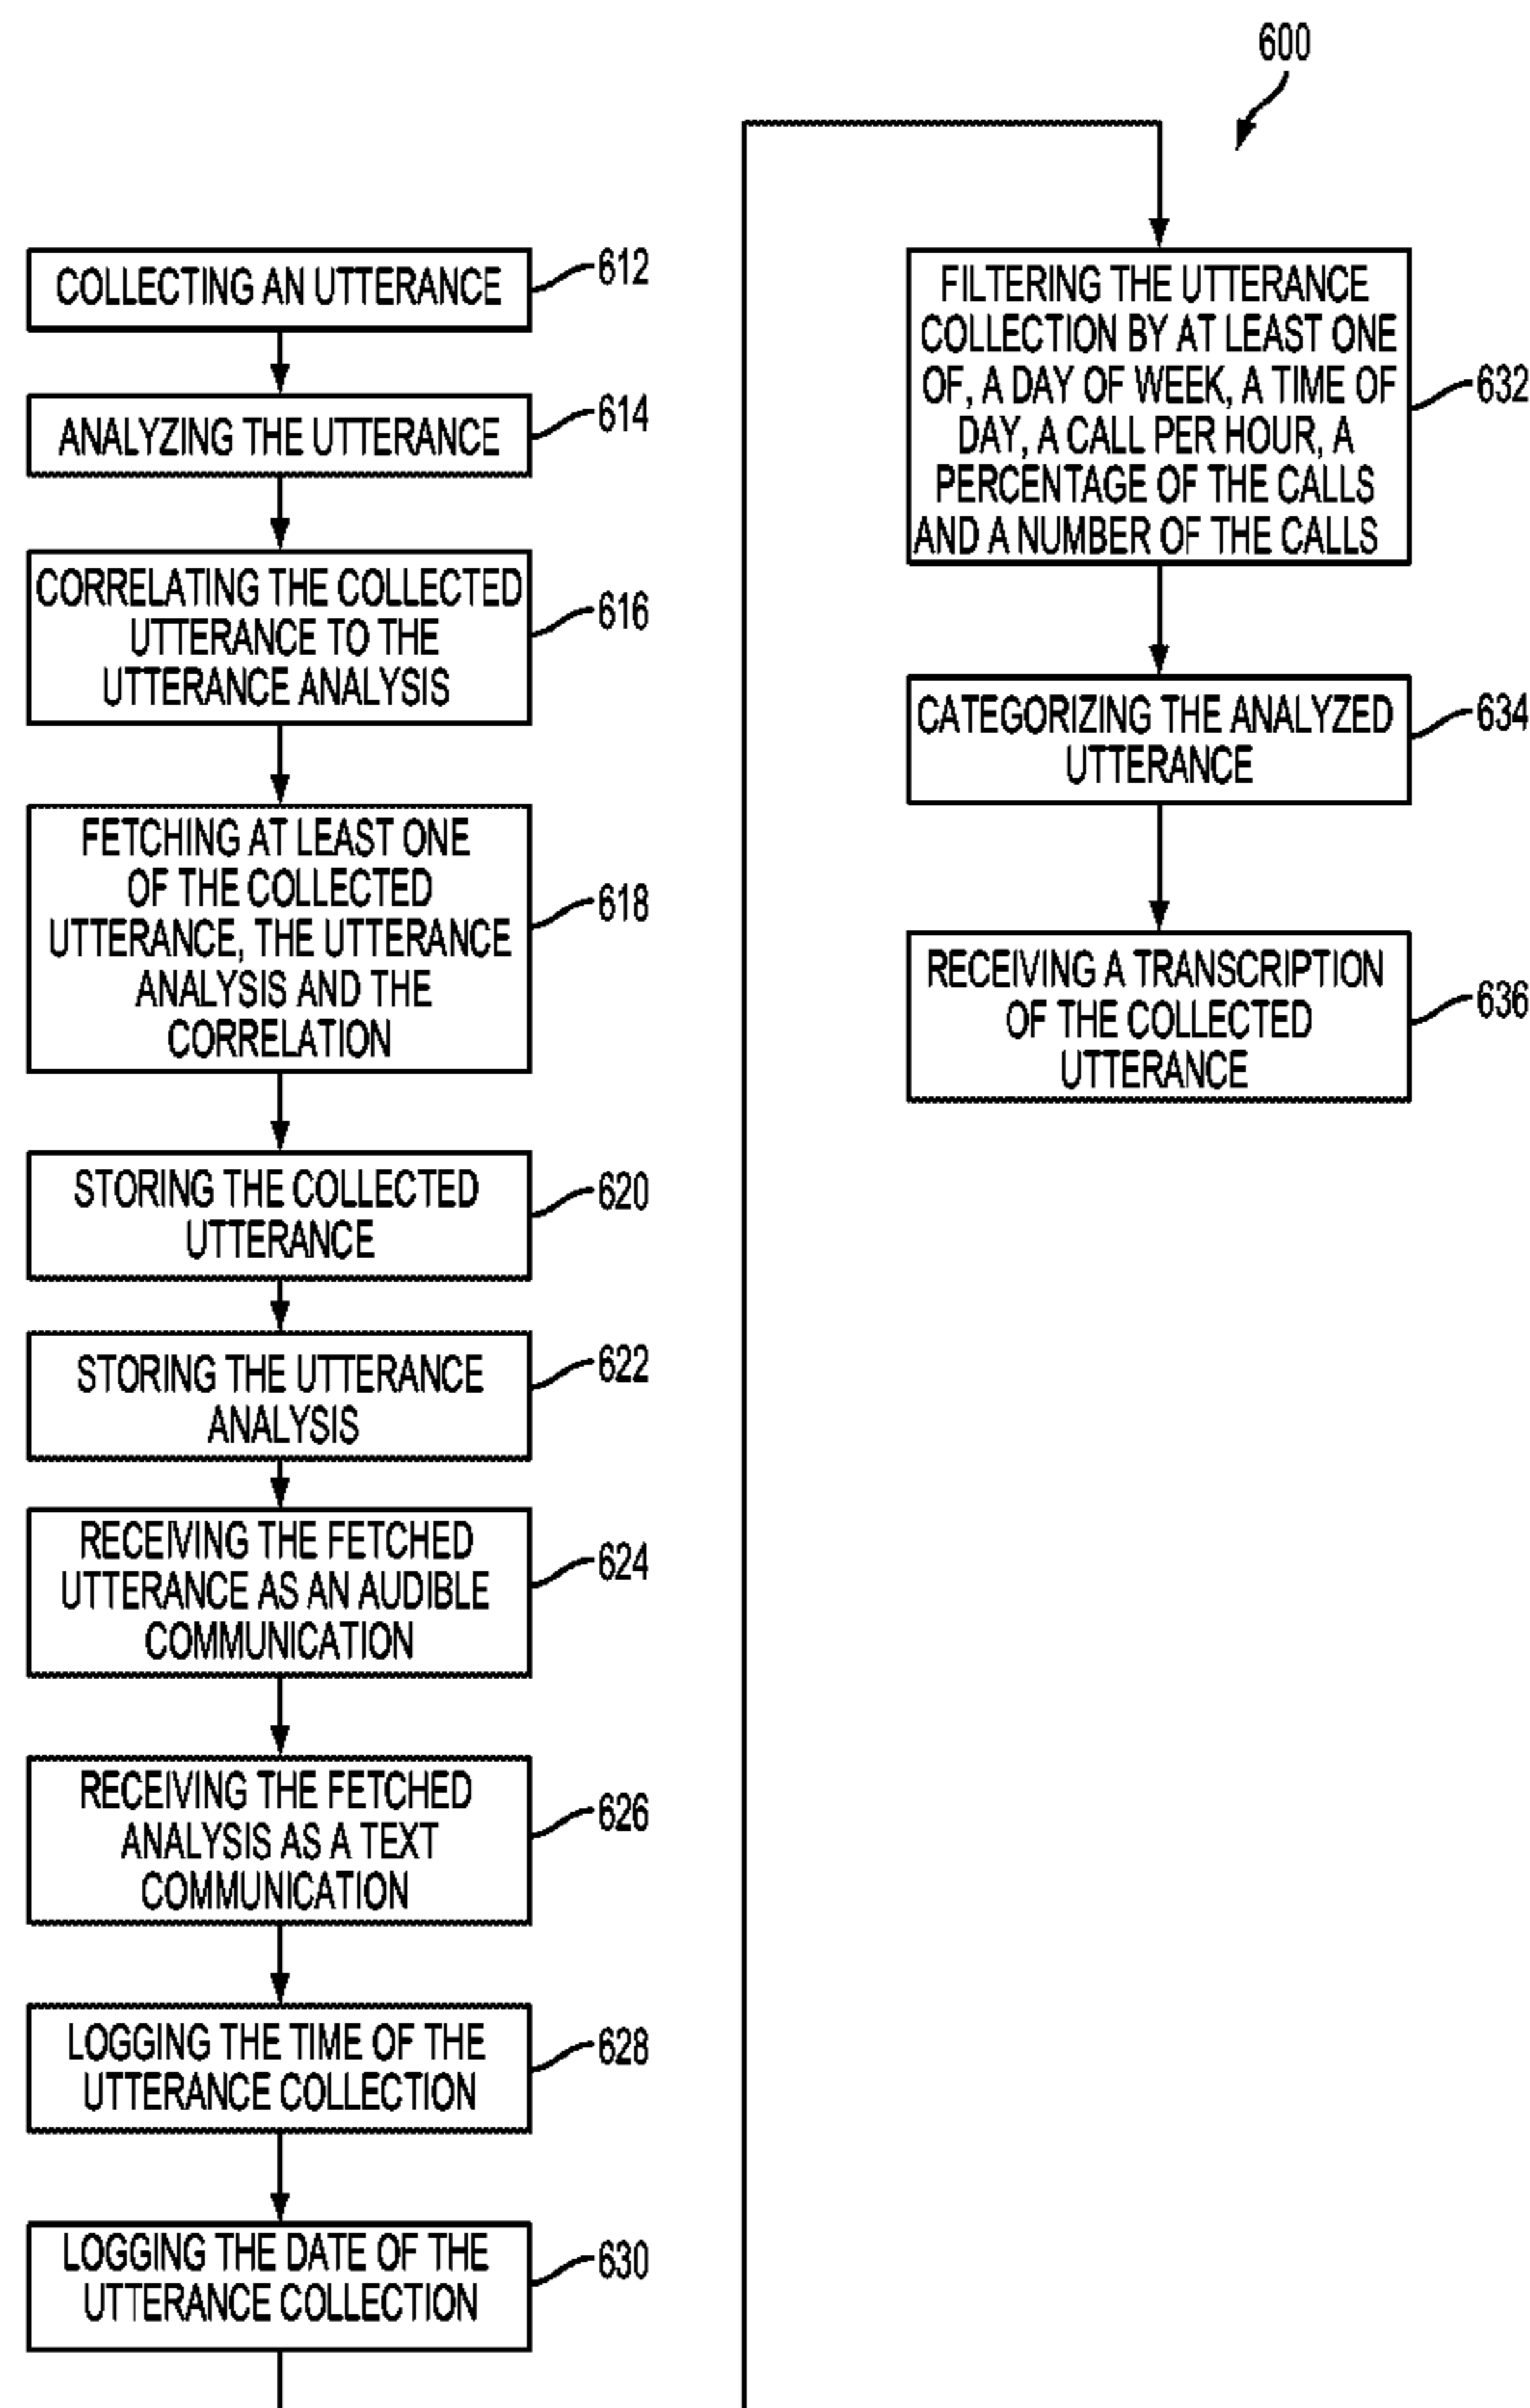 600
COLLECTING AN UTTERANCE
612
ANALYZING THE UTTERANCE
614
CORRELATING THE COLLECTED
UTTERANCE TO THE
UTTERANCE ANALYSIS
616
FETCHING AT LEAST ONE
OF THE COLLECTED
UTTERANCE, THE UTTERANCE
ANALYSIS AND THE
CORRELATION
618
STORING THE COLLECTED
UTTERANCE
620
STORING THE UTTERANCE
ANALYSIS
622
RECEIVING THE FETCHED
UTTERANCE AS AN AUDIBLE
COMMUNICATION
624
RECEIVING THE FETCHED
ANALYSIS AS A TEXT
COMMUNICATION
626
LOGGING THE TIME OF THE
UTTERANCE COLLECTION
628
LOGGING THE DATE OF THE
UTTERANCE COLLECTION
630
FILTERING THE UTTERANCE
COLLECTION BY AT LEAST ONE
OF, A DAY OF WEEK, A TIME OF
DAY, A CALL PER HOUR, A
PERCENTAGE OF THE CALLS
AND A NUMBER OF THE CALLS
632
CATEGORIZING THE ANALYZED
UTTERANCE
634
RECEIVING A TRANSCRIPTION
OF THE COLLECTED
UTTERANCE
636